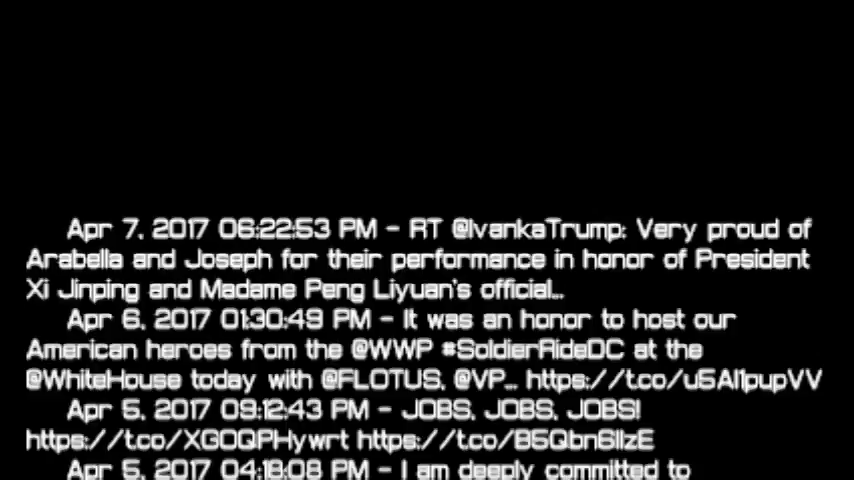 Apr 7, 2017 06:22:53 PM - RT @IvankaTrump: Very proud of
Arabella and Joseph for their performance in honor of President
Xi Jinping and Madame Peng Liyuan's official...
Apr 6, 2017 01:30:49 PM - It was an honor to host our
American heroes from the @WWP #SoldierRideDC at the
@WhiteHouse today with @FLOTUS, @VP... https://t.co/u5AI1pupVV
Apr 5, 2017 09:12:43 PM - JOBS, JOBS, JOBS!
https://t.co/XGOQPHywrt https://t.co/B5Qbn6llzE
Apr 5, 2017 04:18:08 PM - I am deeply committed to